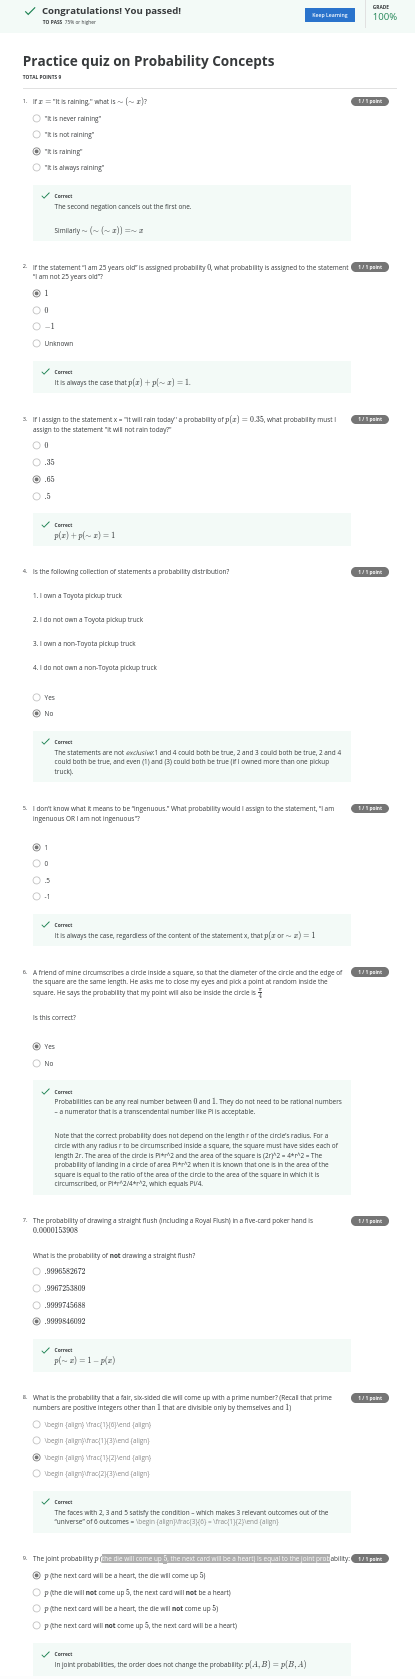 Congratulations! You passed!
TO PASS 75% or higher
Keep Learning
GRADE
100%
Practice quiz on Probability Concepts
TOTAL POINTS 9
1. If x = "It is raining," what is ∼ (∼ x)?
1 / 1 point
"It is never raining"
"It is not raining"
"It is raining"
"It is always raining"
Correct
The second negation cancels out the first one.
Similarly ∼ (∼ (∼ x)) =∼ x
2. If the statement "I am 25 years old" is assigned probability 0, what probability is assigned to the statement
1 / 1 point
"I am not 25 years old"?
1
0
−1
Unknown
Correct
It is always the case that p(x) + p(∼ x) = 1.
3. If I assign to the statement x = "it will rain today" a probability of p(x) = 0.35, what probability must I
1 / 1 point
assign to the statement "it will not rain today?"
0
.35
.65
.5
Correct
p(x) + p(∼ x) = 1
4. Is the following collection of statements a probability distribution?
1 / 1 point
1. I own a Toyota pickup truck
2. I do not own a Toyota pickup truck
3. I own a non-Toyota pickup truck
4. I do not own a non-Toyota pickup truck
Yes
No
Correct
The statements are not exclusive: 1 and 4 could both be true, 2 and 3 could both be true, 2 and 4
could both be true, and even (1) and (3) could both be true (if I owned more than one pickup
truck).
5. I don't know what it means to be "ingenuous." What probability would I assign to the statement, "I am
1 / 1 point
ingenuous OR I am not ingenuous"?
1
0
.5
-1
Correct
It is always the case, regardless of the content of the statement x, that p(x or ∼ x) = 1
6. A friend of mine circumscribes a circle inside a square, so that the diameter of the circle and the edge of
1 / 1 point
the square are the same length. He asks me to close my eyes and pick a point at random inside the
square. He says the probability that my point will also be inside the circle is π/4
Is this correct?
Yes
No
Correct
Probabilities can be any real number between 0 and 1. They do not need to be rational numbers
– a numerator that is a transcendental number like Pi is acceptable.
Note that the correct probability does not depend on the length r of the circle's radius. For a
circle with any radius r to be circumscribed inside a square, the square must have sides each of
length 2r. The area of the circle is Pi*r^2 and the area of the square is (2r)^2 = 4*r^2 = The
probability of landing in a circle of area Pi*r^2 when it is known that one is in the area of the
square is equal to the ratio of the area of the circle to the area of the square in which it is
circumscribed, or Pi*r^2/4*r^2, which equals Pi/4.
7. The probability of drawing a straight flush (including a Royal Flush) in a five-card poker hand is
1 / 1 point
0.0000153908
What is the probability of not drawing a straight flush?
.9996582672
.9967253809
.9999745688
.9999846092
Correct
p(∼ x) = 1 − p(x)
8. What is the probability that a fair, six-sided die will come up with a prime number? (Recall that prime
1 / 1 point
numbers are positive integers other than 1 that are divisible only by themselves and 1)
\begin {align} \frac{1}{6}\end {align}
\begin {align}\frac{1}{3}\end {align}
\begin {align}\frac{1}{2}\end {align}
\begin {align}\frac{2}{3}\end {align}
Correct
The faces with 2, 3 and 5 satisfy the condition – which makes 3 relevant outcomes out of the
"universe" of 6 outcomes = \begin {align}\frac{3}{6} = \frac{1}{2}\end {align}
9. The joint probability p (the die will come up 5, the next card will be a heart) is equal to the joint probability:
1 / 1 point
p (the next card will be a heart, the die will come up 5)
p (the die will not come up 5, the next card will not be a heart)
p (the next card will be a heart, the die will not come up 5)
p (the next card will not come up 5, the next card will be a heart)
Correct
In joint probabilities, the order does not change the probability: p(A, B) = p(B, A)